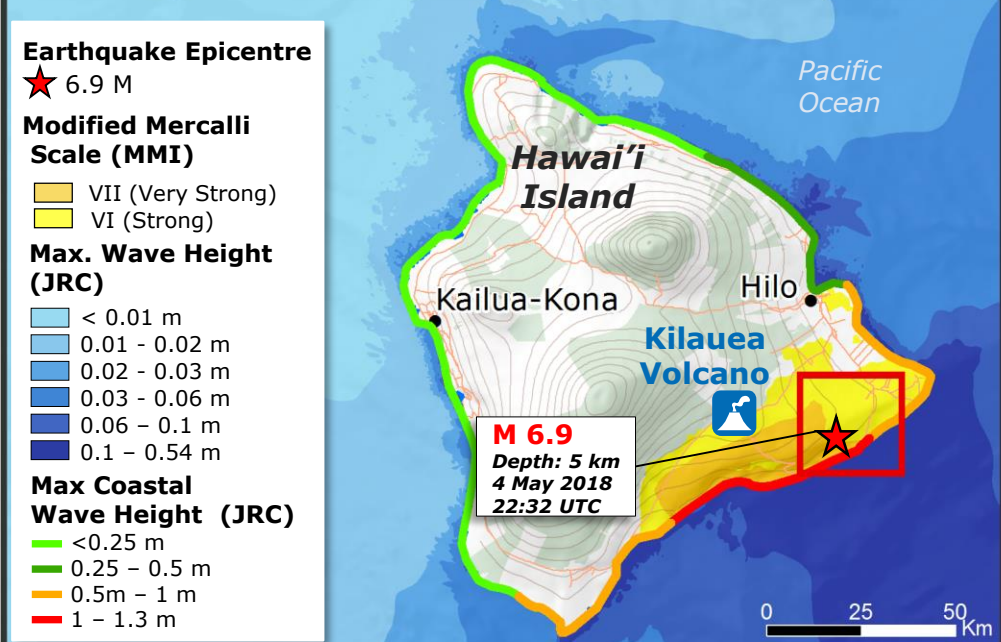 Earthquake Epicentre
6.9 M
Modified Mercalli
Scale (MMI)
VII (Very Strong)
VI (Strong)
Max. Wave Height
(JRC)
< 0.01 m
0.01 - 0.02 m
0.02 - 0.03 m
0.03 - 0.06 m
0.06 – 0.1 m
0.1 – 0.54 m
Max Coastal
Wave Height (JRC)
<0.25 m
0.25 – 0.5 m
0.5m – 1 m
1 – 1.3 m
Pacific
Ocean
Hawai’i
Island
Hilo
Kailua-Kona
Kilauea
Volcano
M 6.9
Depth: 5 km
4 May 2018
22:32 UTC
0 25 50
Km